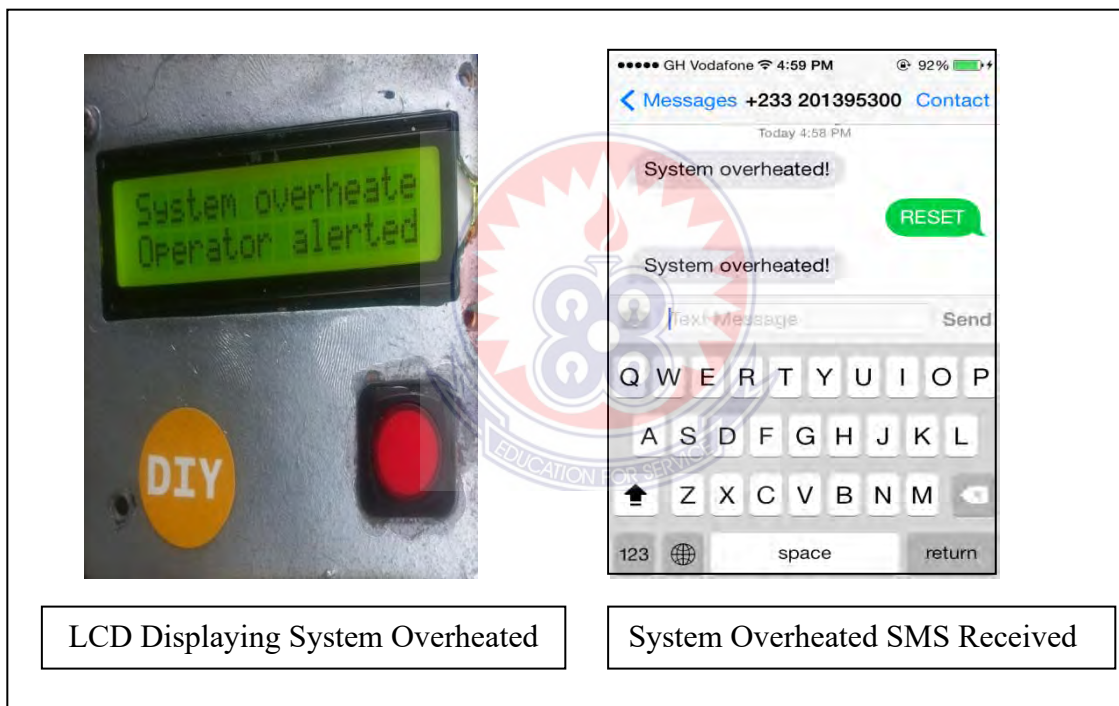 System overheate
Operator alerted
DIY
LCD Displaying System Overheated
GH Vodafone 4:59 PM 92%
Messages +233 201395300 Contact
Today 4:58 PM
System overheated!
RESET
System overheated!
Text Message Send
Q W E R T Y U I O P
A S D F G H J K L
Z X C V B N M
123 space return
System Overheated SMS Received
EDUCATION FOR SERVICE